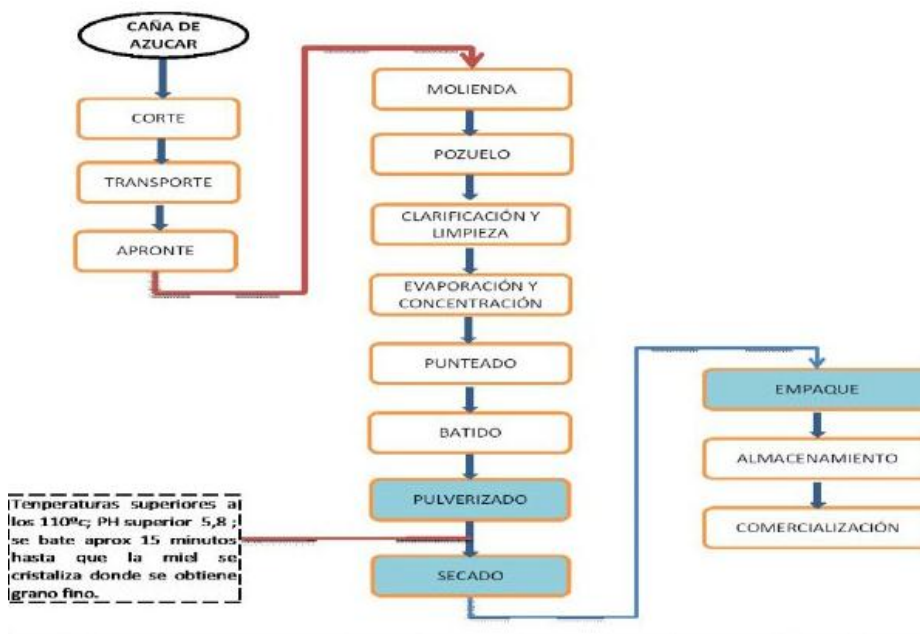 CAÑA DE
AZUCAR
CORTE
TRANSPORTE
APRONTE
MOLIENDA
POZUELO
CLARIFICACIÓN Y
LIMPIEZA
EVAPORACIÓN Y
CONCENTRACIÓN
PUNTEADO
BATIDO
PULVERIZADO
Tenperaturas superiores a
los 110ºc; PH superior 5,8 ;
se bate aprox 15 minutos
hasta que la miel se
cristaliza donde se obtiene
grano fino.
SECADO
EMPAQUE
ALMACENAMIENTO
COMERCIALIZACIÓN